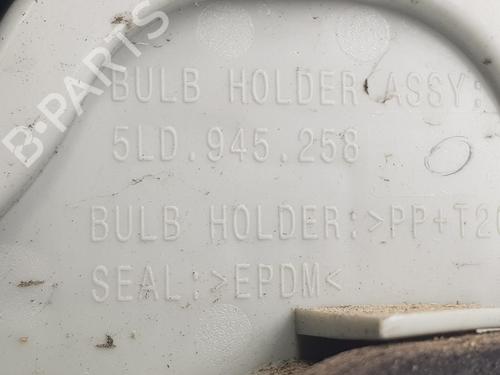 B-PARTS
BULB HOLDER ASSY:
5LD.945.258
BULB HOLDER:>PP+T20
SEAL:>EPDM<